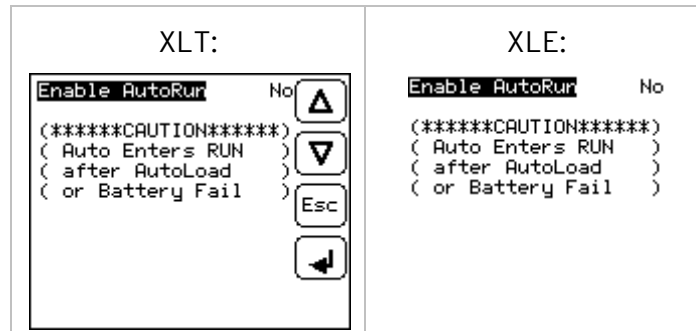 XLT:
Enable AutoRun No
(******CAUTION******)
( Auto Enters RUN )
( after AutoLoad )
( or Battery Fail )
Esc
XLE:
Enable AutoRun No
(******CAUTION******)
( Auto Enters RUN )
( after AutoLoad )
( or Battery Fail )